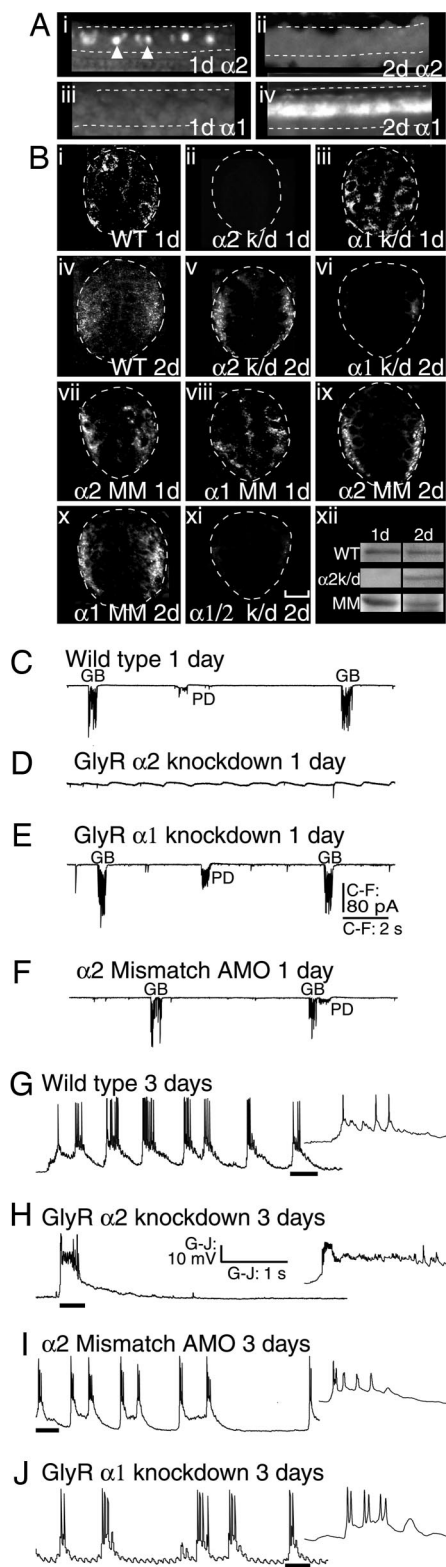 A
i
1d α2
ii
2d α2
iii
1d α1
iv
2d α1
B
i
WT 1d
ii
α2 k/d 1d
iii
α1 k/d 1d
iv
WT 2d
v
α2 k/d 2d
vi
α1 k/d 2d
vii
α2 MM 1d
viii
α1 MM 1d
ix
α2 MM 2d
x
α1 MM 2d
xi
α1/2 k/d 2d
xii
1d 2d
WT
α2k/d
MM
C Wild type 1 day
GB
PD
GB
D GlyR α2 knockdown 1 day
E GlyR α1 knockdown 1 day
GB
PD
GB
C-F:
80 pA
C-F: 2 s
F α2 Mismatch AMO 1 day
GB
GB
PD
G Wild type 3 days
H GlyR α2 knockdown 3 days
G-J:
10 mV
G-J: 1 s
I α2 Mismatch AMO 3 days
J GlyR α1 knockdown 3 days